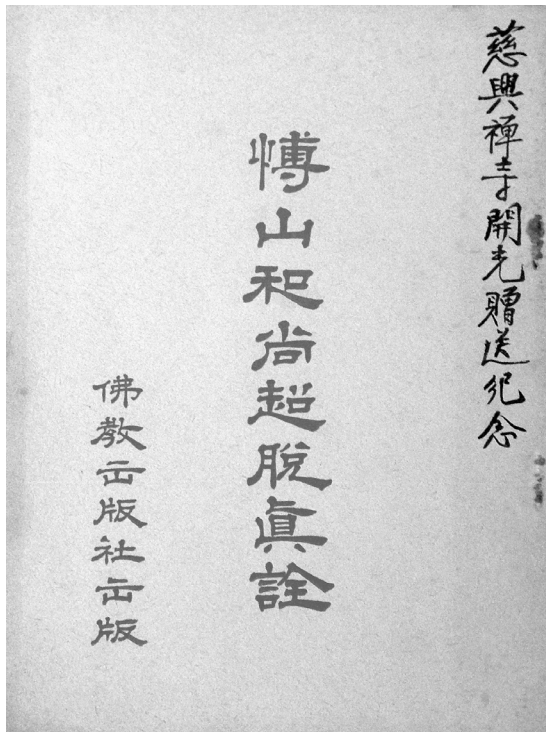 慈興禪寺開光贈送紀念
博山和尚超脫眞詮
佛教出版社出版